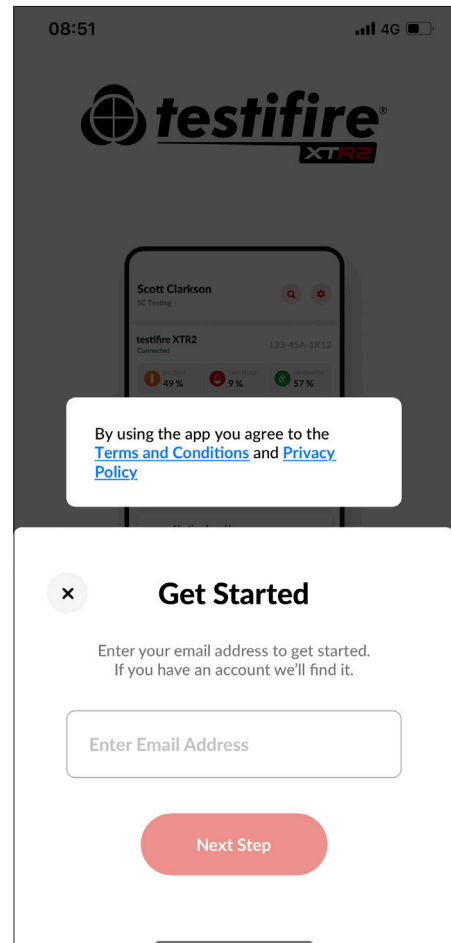 08:51 4G
testifire®
XTR2
Scott Clarkson
SC Testing
testifire XTR2 123-45A-1K12
Connected
49 % 9 % 57 %
By using the app you agree to the
Terms and Conditions and Privacy
Policy
Get Started
Enter your email address to get started.
If you have an account we'll find it.
Enter Email Address
Next Step